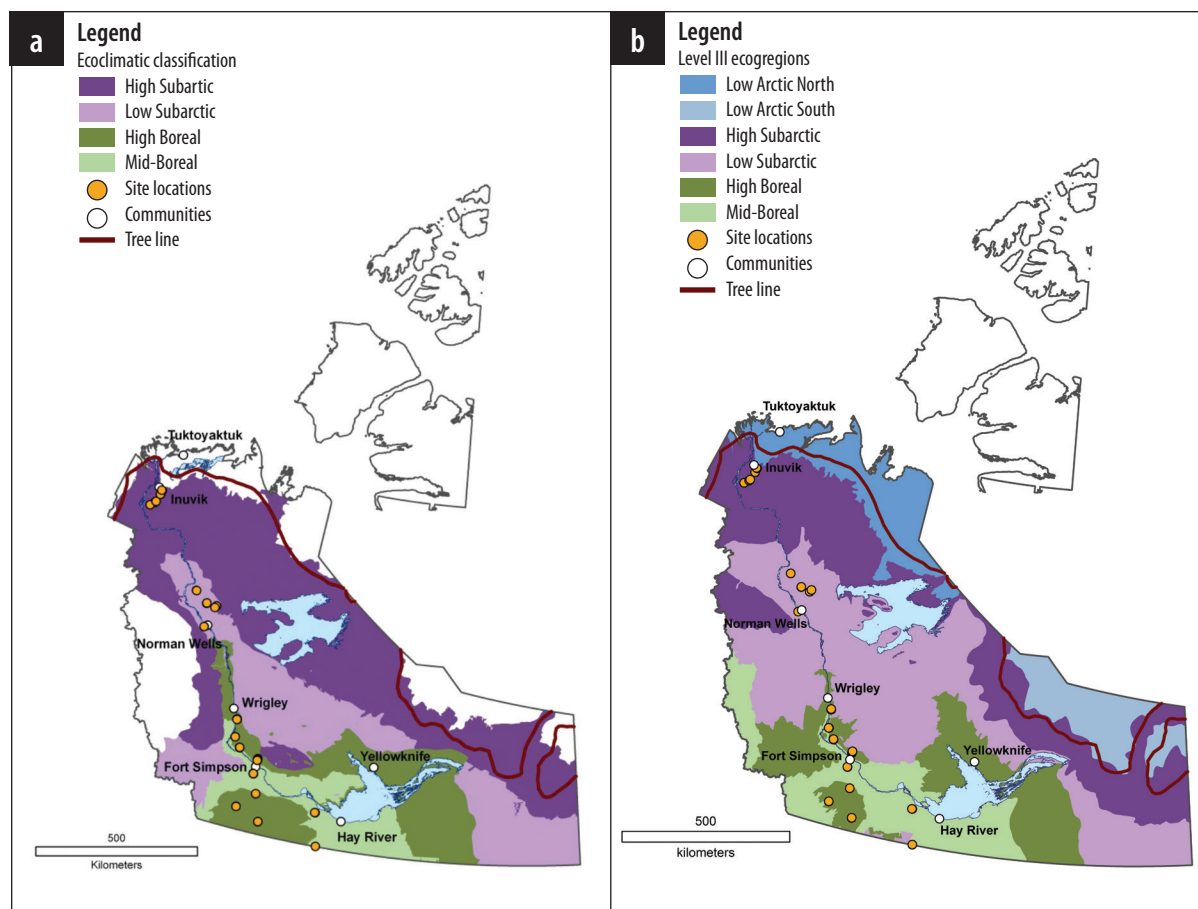 a
Legend
Ecoclimatic classification
High Subartic
Low Subarctic
High Boreal
Mid-Boreal
Site locations
Communities
Tree line
Tuktoyaktuk
Inuvik
Norman Wells
Wrigley
Yellowknife
Fort Simpson
Hay River
500
Kilometers
b
Legend
Level III ecogregions
Low Arctic North
Low Arctic South
High Subarctic
Low Subarctic
High Boreal
Mid-Boreal
Site locations
Communities
Tree line
Tuktoyaktuk
Inuvik
Norman Wells
Wrigley
Yellowknife
Fort Simpson
Hay River
500
kilometers